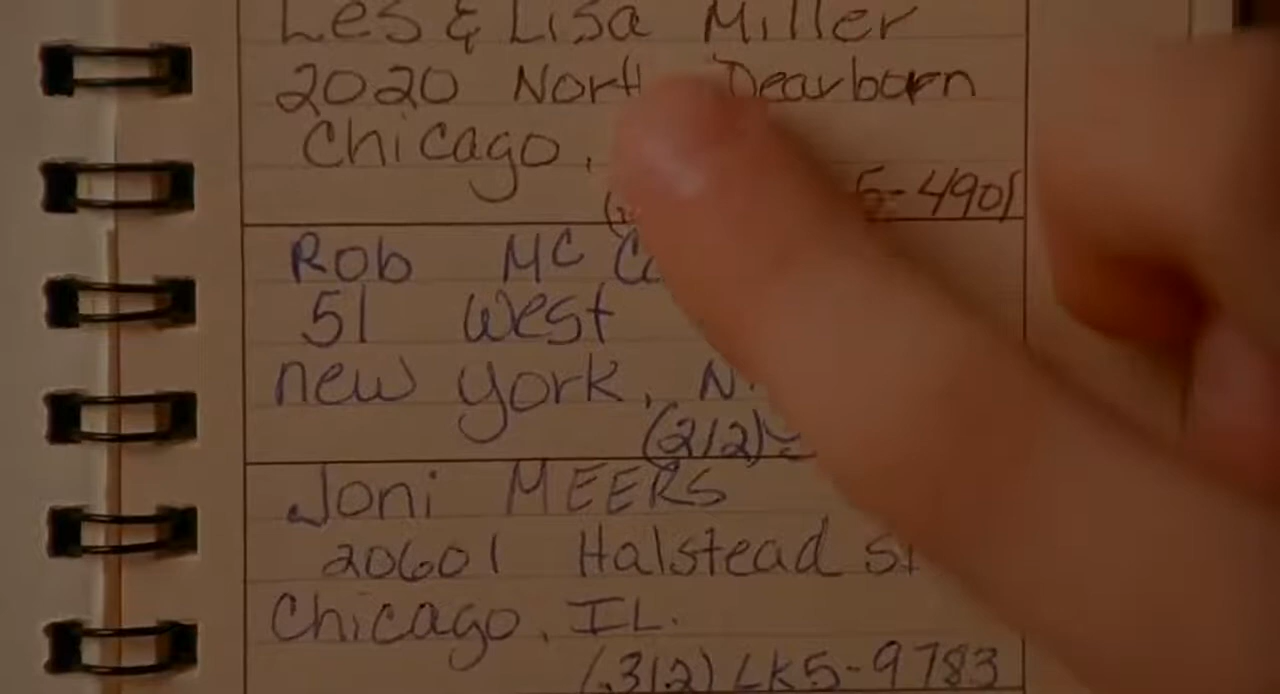 Les & Lisa Miller
2020 North Dearborn
Chicago,
5-4901
Rob Mc
51 West
new york, N.
(212)
Joni MEERS
20601 Halstead St
Chicago, IL.
(312) LK5-9783